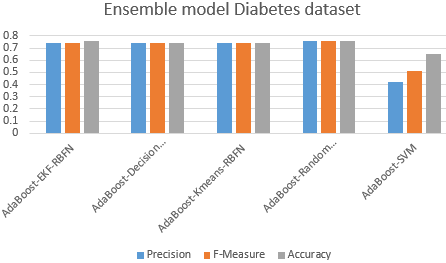 Ensemble model Diabetes dataset
0.8
0.7
0.6
0.5
0.4
0.3
0.2
0.1
0
AdaBoost-EKF-RBFN
AdaBoost-Decision...
AdaBoost-Kmeans-RBFN
AdaBoost-Random...
AdaBoost-SVM
Precision F-Measure Accuracy